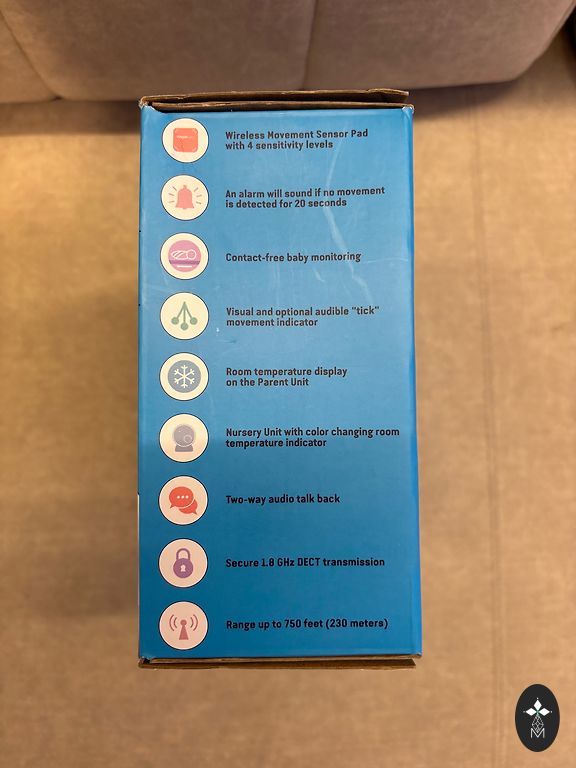 Wireless Movement Sensor Pad
with 4 sensitivity levels
An alarm will sound if no movement
is detected for 20 seconds
Contact-free baby monitoring
Visual and optional audible "tick"
movement indicator
Room temperature display
on the Parent Unit
Nursery Unit with color changing room
temperature indicator
Two-way audio talk back
Secure 1.8 GHz DECT transmission
Range up to 750 feet (230 meters)
M